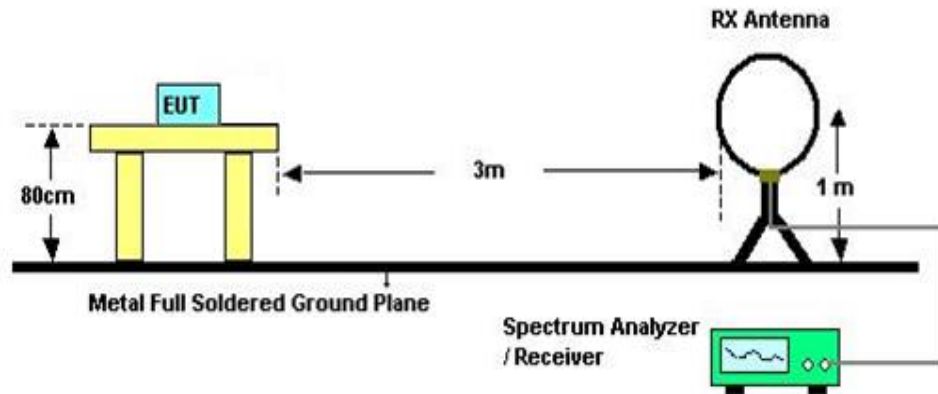 RX Antenna
EUT
3m
80cm
1 m
Metal Full Soldered Ground Plane
Spectrum Analyzer
/ Receiver